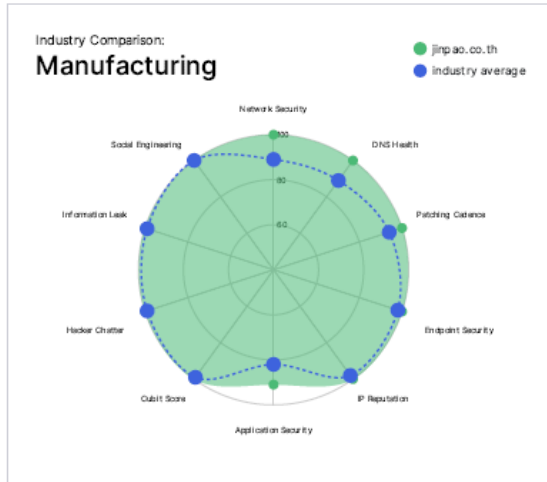 Industry Comparison:
Manufacturing
jinpao.co.th
industry average
Network Security
100
Social Engineering
DNS Health
80
Information Leak
Patching Cadence
60
Hacker Chatter
Endpoint Security
Cubit Score
IP Reputation
Application Security